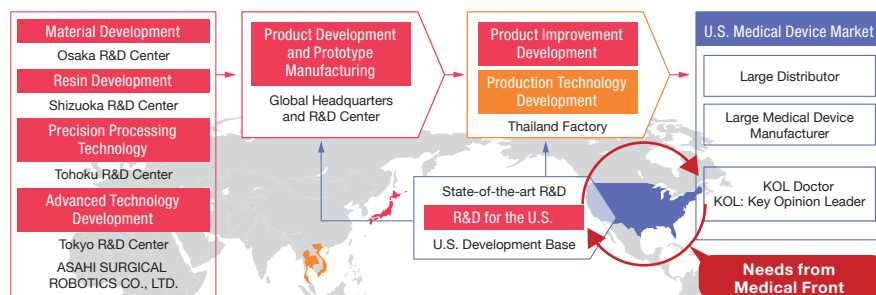 Material Development
Osaka R&D Center
Resin Development
Shizuoka R&D Center
Precision Processing
Technology
Tohoku R&D Center
Advanced Technology
Development
Tokyo R&D Center
ASAHI SURGICAL
ROBOTICS CO., LTD.
Product Development
and Prototype
Manufacturing
Global Headquarters
and R&D Center
Product Improvement
Development
Production Technology
Development
Thailand Factory
State-of-the-art R&D
R&D for the U.S.
U.S. Development Base
U.S. Medical Device Market
Large Distributor
Large Medical Device
Manufacturer
KOL Doctor
KOL: Key Opinion Leader
Needs from
Medical Front